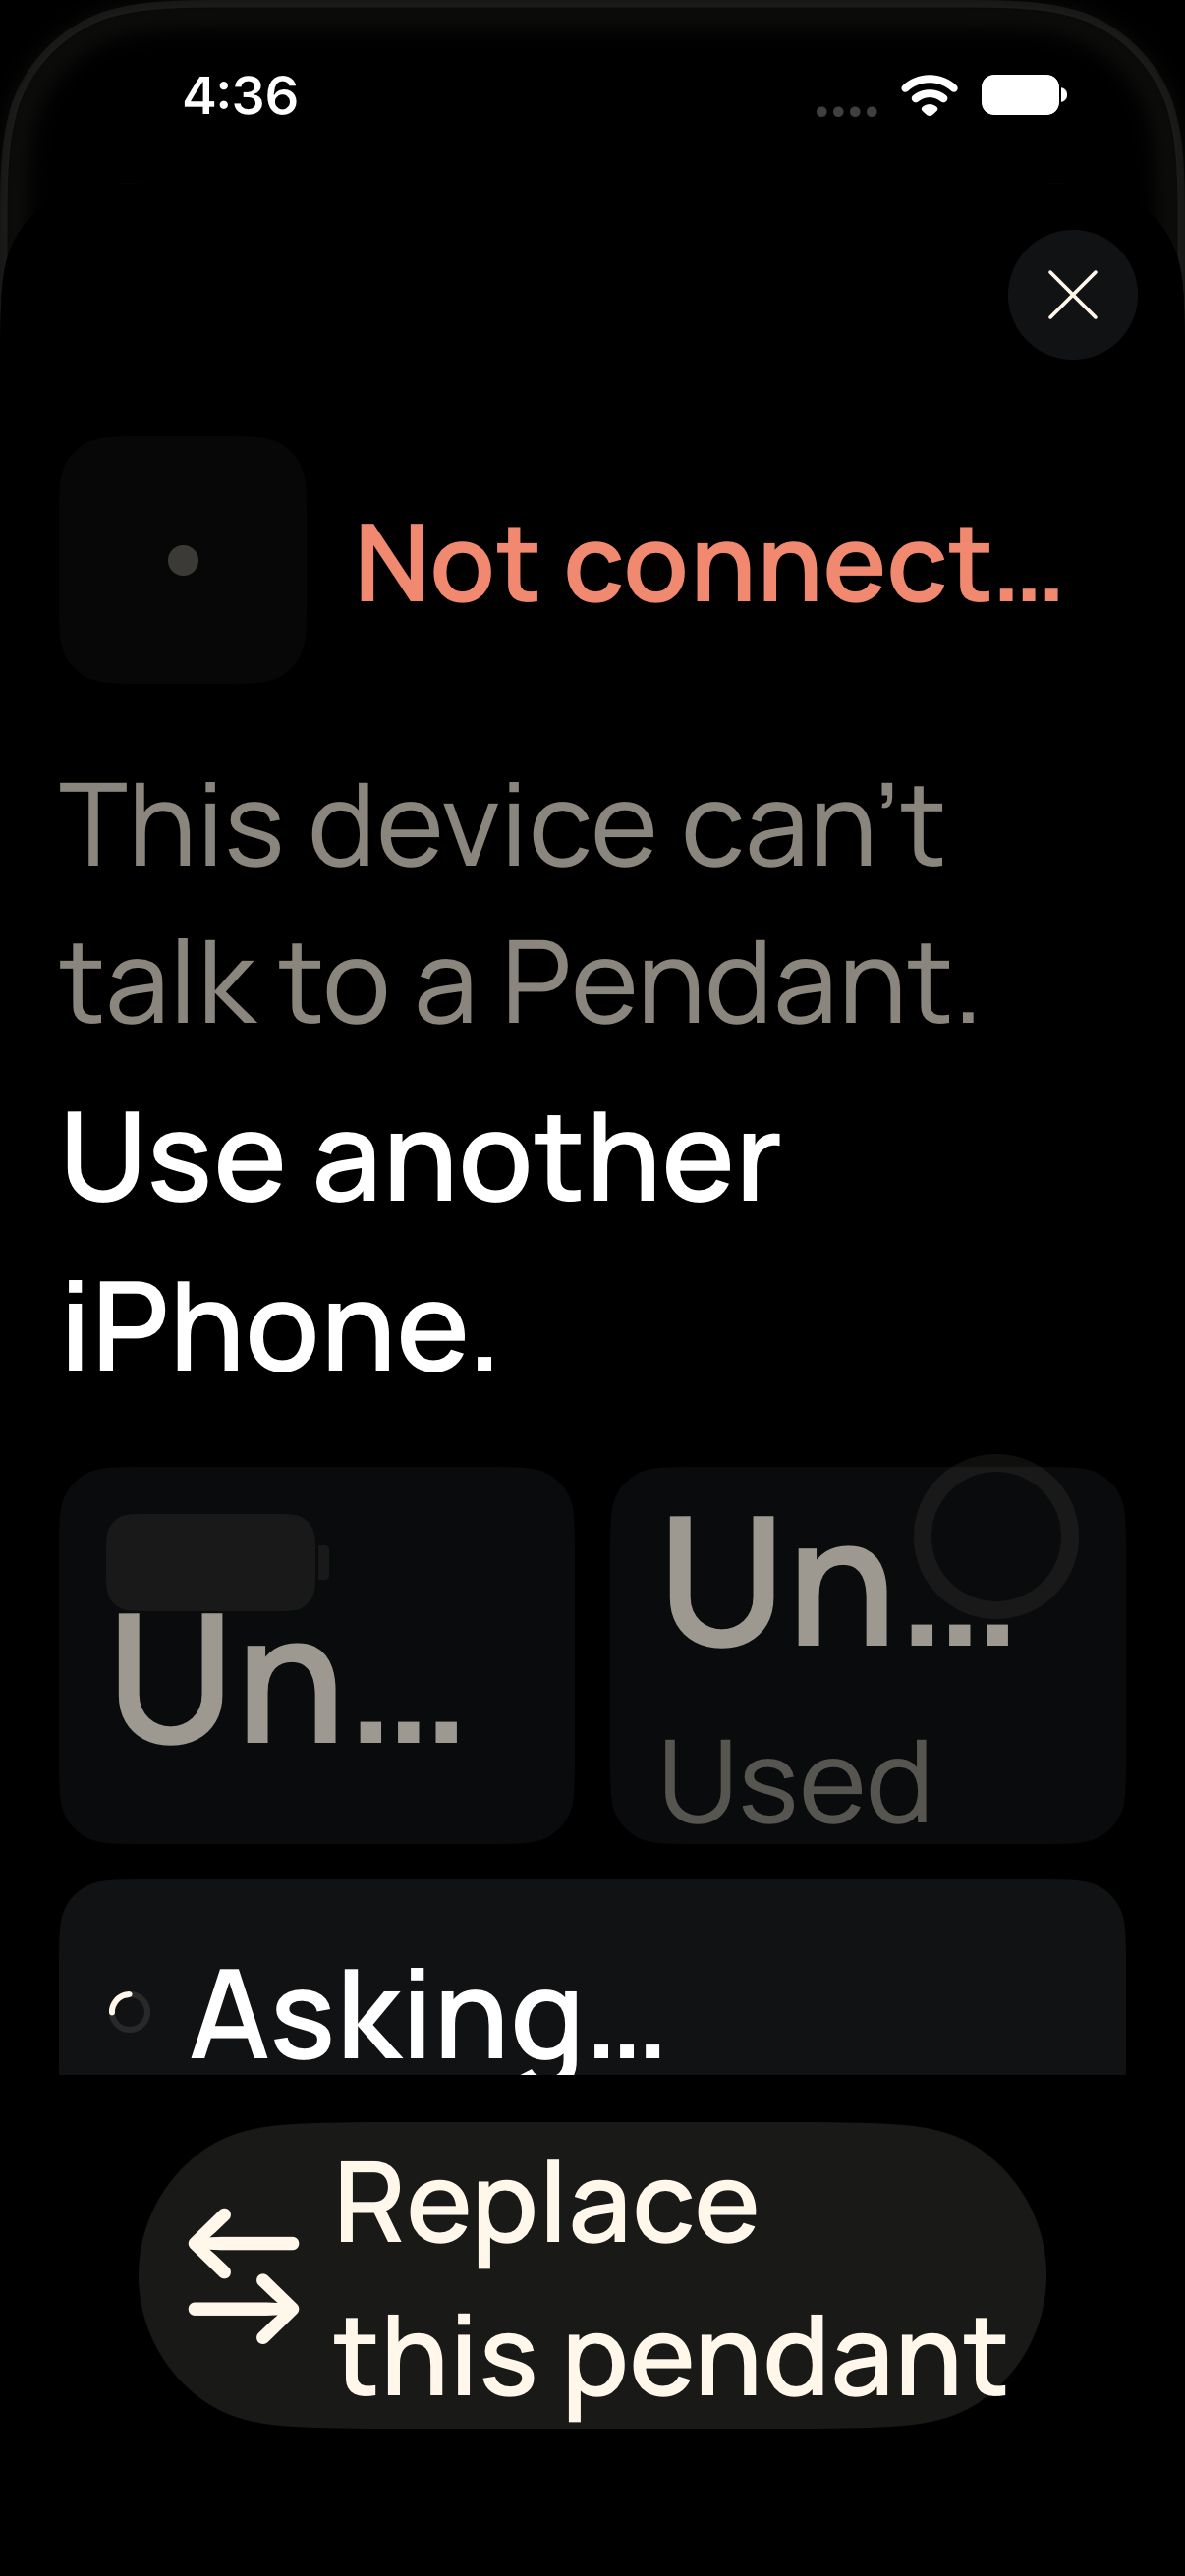 4:36
Not connect...
This device can’t
talk to a Pendant.
Use another
iPhone.
Un...
Un...
Used
Asking...
Replace
this pendant